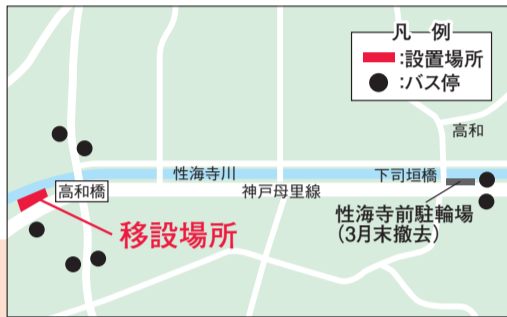 凡 例
:設置場所
:バス停
高和
性海寺川
下司垣橋
高和橋
神戸母里線
移設場所
性海寺前駐輪場
(3月末撤去)